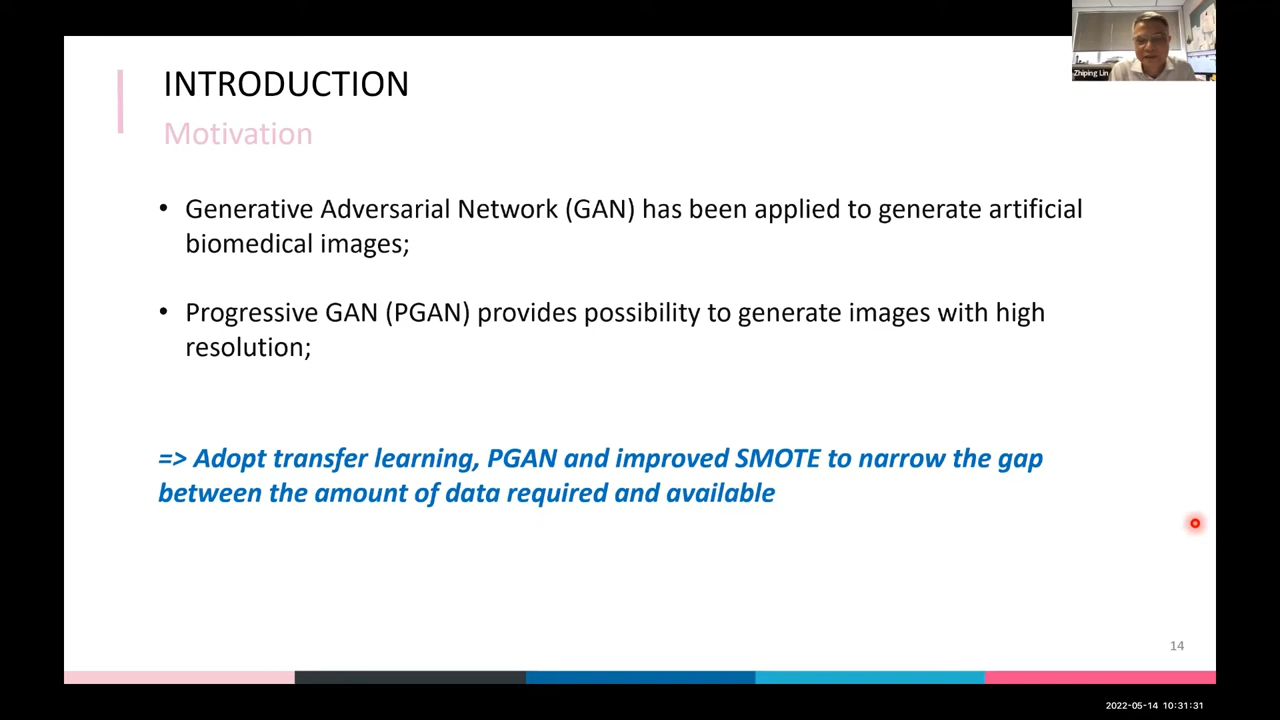 Zhiping Lin
INTRODUCTION
Motivation
• Generative Adversarial Network (GAN) has been applied to generate artificial
biomedical images;
• Progressive GAN (PGAN) provides possibility to generate images with high
resolution;
=> Adopt transfer learning, PGAN and improved SMOTE to narrow the gap
between the amount of data required and available
14
2022-05-14 10:31:31